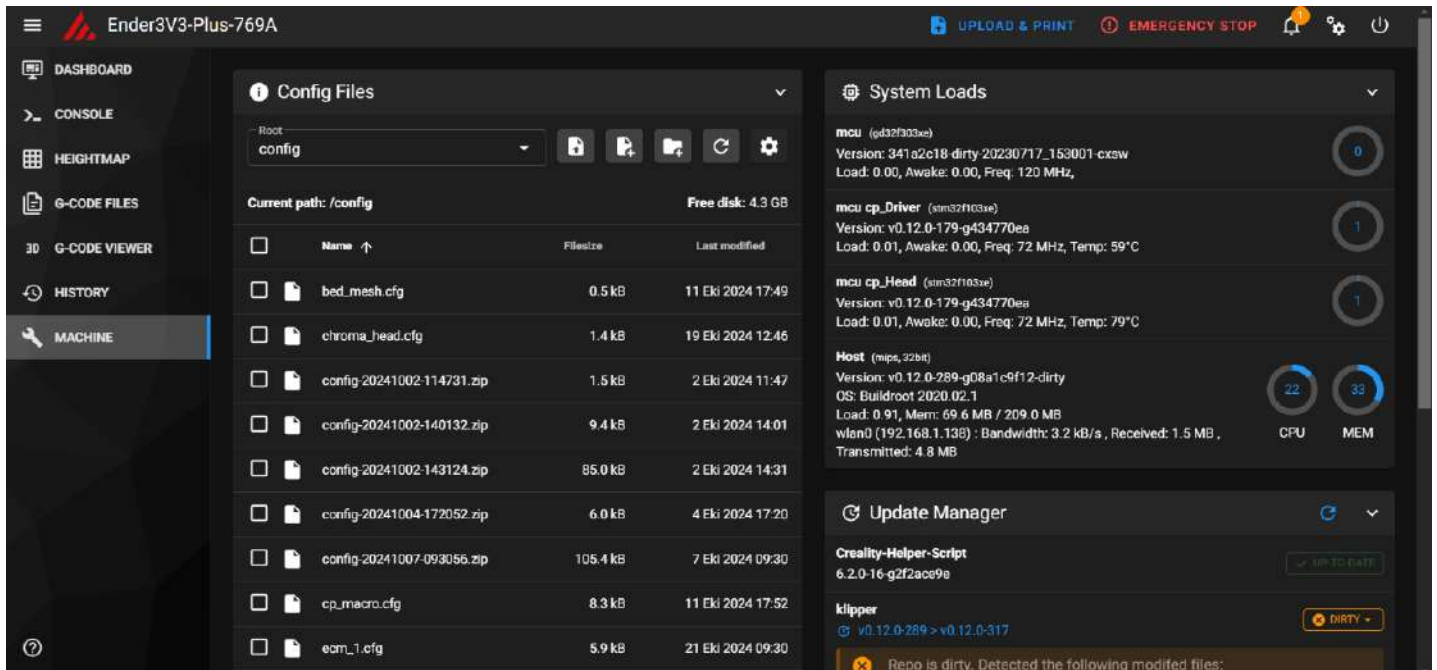 Ender3V3-Plus-769A
UPLOAD & PRINT
EMERGENCY STOP
1
DASHBOARD
CONSOLE
HEIGHTMAP
G-CODE FILES
3D G-CODE VIEWER
HISTORY
MACHINE
Config Files
Root
config
Current path: /config Free disk: 4.3 GB
Name Filesize Last modified
bed_mesh.cfg 0.5 kB 11 Eki 2024 17:49
chroma_head.cfg 1.4 kB 19 Eki 2024 12:46
config-20241002-114731.zip 1.5 kB 2 Eki 2024 11:47
config-20241002-140132.zip 9.4 kB 2 Eki 2024 14:01
config-20241002-143124.zip 85.0 kB 2 Eki 2024 14:31
config-20241004-172052.zip 6.0 kB 4 Eki 2024 17:20
config-20241007-093056.zip 105.4 kB 7 Eki 2024 09:30
cp_macro.cfg 8.3 kB 11 Eki 2024 17:52
ecm_1.cfg 5.9 kB 21 Eki 2024 09:30
System Loads
mcu (gd32f303xe)
Version: 341a2c18-dirty-20230717_153001-cxsw
Load: 0.00, Awake: 0.00, Freq: 120 MHz,
0
mcu cp_Driver (stm32f103xe)
Version: v0.12.0-179-g434770ea
Load: 0.01, Awake: 0.00, Freq: 72 MHz, Temp: 59°C
1
mcu cp_Head (stm32f103xe)
Version: v0.12.0-179-g434770ea
Load: 0.01, Awake: 0.00, Freq: 72 MHz, Temp: 79°C
1
Host (mips, 32bit)
Version: v0.12.0-289-g08a1c9f12-dirty
OS: Buildroot 2020.02.1
Load: 0.91, Mem: 69.6 MB / 209.0 MB
wlan0 (192.168.1.138) : Bandwidth: 3.2 kB/s , Received: 1.5 MB ,
Transmitted: 4.8 MB
22 33
CPU MEM
Update Manager
Creality-Helper-Script
6.2.0-16-g2f2ace9e
UP-TO-DATE
klipper
v0.12.0-289 > v0.12.0-317
DIRTY
Repo is dirty. Detected the following modifed files: